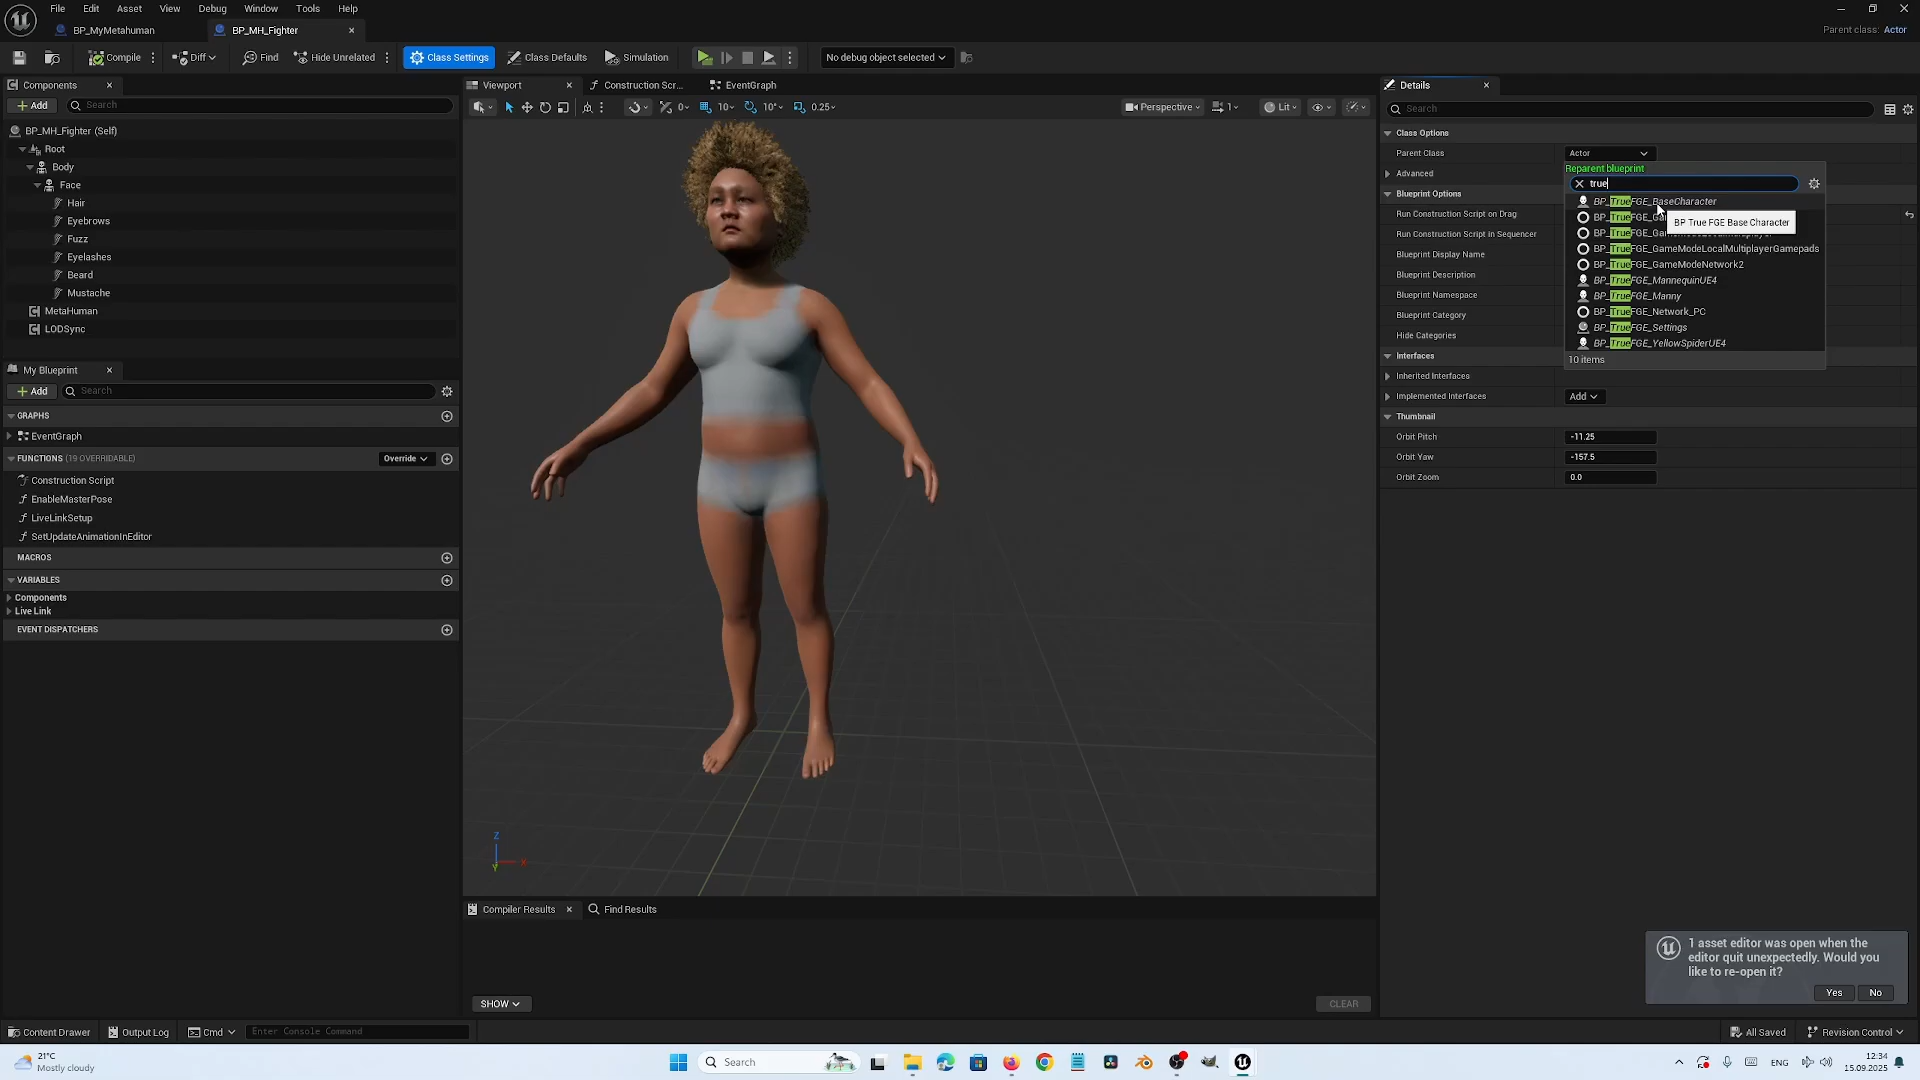 File Edit Asset View Debug Window Tools Help
BP_MyMetahuman BP_MH_Fighter
Parent class: Actor
Compile Diff Find Hide Unrelated Class Settings Class Defaults Simulation No debug object selected
Components
Add Search
BP_MH_Fighter (Self)
Root
Body
Face
Hair
Eyebrows
Fuzz
Eyelashes
Beard
Mustache
MetaHuman
LODSync
My Blueprint
Add Search
GRAPHS
EventGraph
FUNCTIONS (19 OVERRIDABLE) Override
Construction Script
EnableMasterPose
LiveLinkSetup
SetUpdateAnimationInEditor
MACROS
VARIABLES
Components
Live Link
EVENT DISPATCHERS
Viewport Construction Scr... EventGraph
0 10 10° 0.25 Perspective 1 Lit
Z
X
Y
Compiler Results Find Results
SHOW CLEAR
Details
Search
Class Options
Parent Class Actor
Advanced
Blueprint Options
Run Construction Script on Drag
Run Construction Script in Sequencer
Blueprint Display Name
Blueprint Description
Blueprint Namespace
Blueprint Category
Hide Categories
Interfaces
Inherited Interfaces
Implemented Interfaces Add
Thumbnail
Orbit Pitch -11.25
Orbit Yaw -157.5
Orbit Zoom 0.0
Reparent blueprint
true
BP_TrueFGE_BaseCharacter
BP True FGE Base Character
BP_TrueFGE_GameModeLocalMultiplayerGamepads
BP_TrueFGE_GameModeNetwork2
BP_TrueFGE_MannequinUE4
BP_TrueFGE_Manny
BP_TrueFGE_Network_PC
BP_TrueFGE_Settings
BP_TrueFGE_YellowSpiderUE4
10 items
1 asset editor was open when the
editor quit unexpectedly. Would you
like to re-open it?
Yes No
Content Drawer Output Log Cmd Enter Console Command All Saved Revision Control
21°C
Mostly cloudy
Search
ENG
12:34
15.09.2025